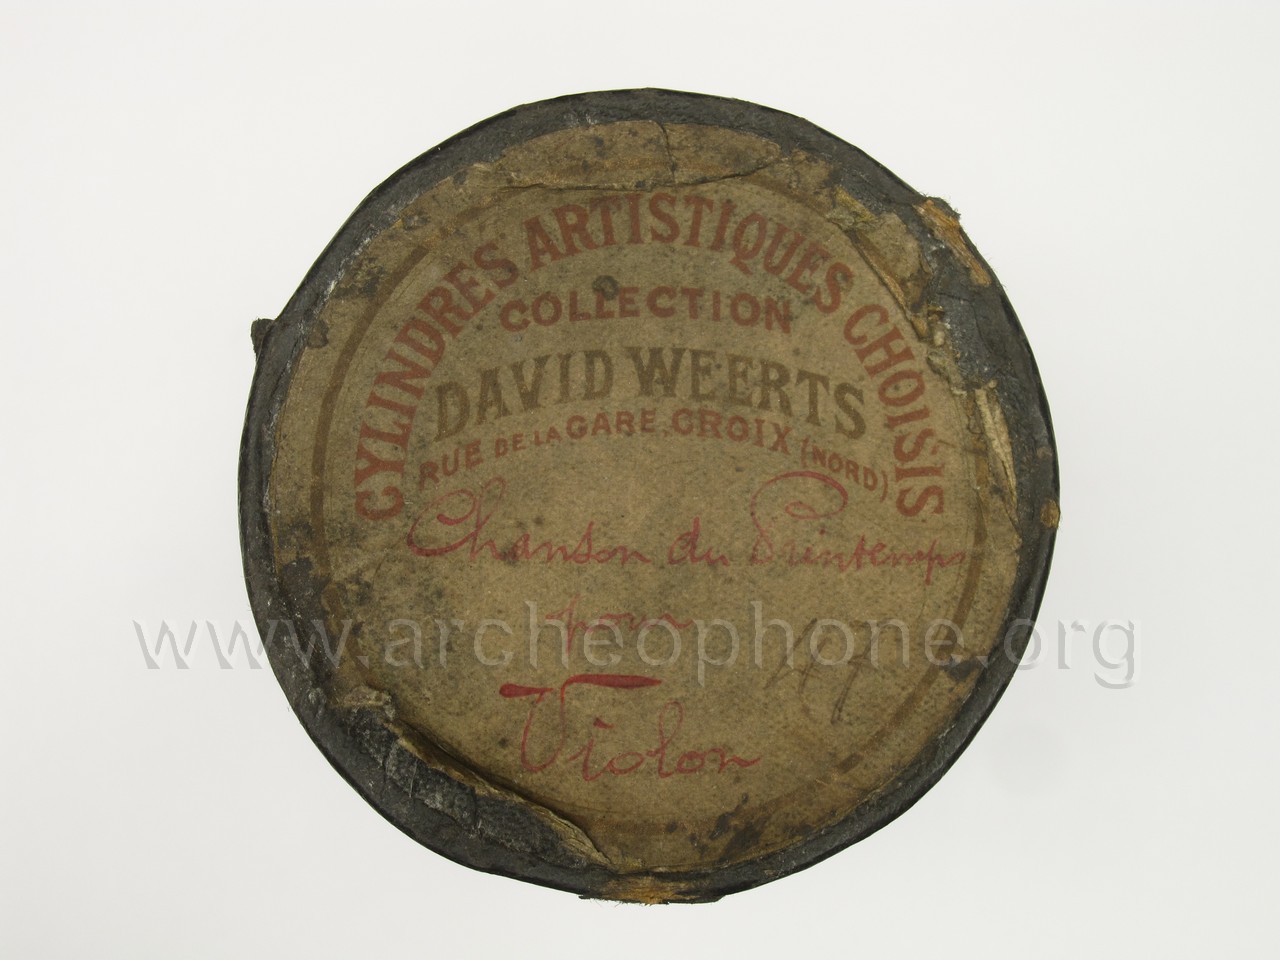 CYLINDRES ARTISTIQUES CHOISIS
COLLECTION
DAVID WEERTS
RUE DE LA GARE, CROIX (NORD)
Chanson du Printemps
pour
47
Violon
www.archeophone.org